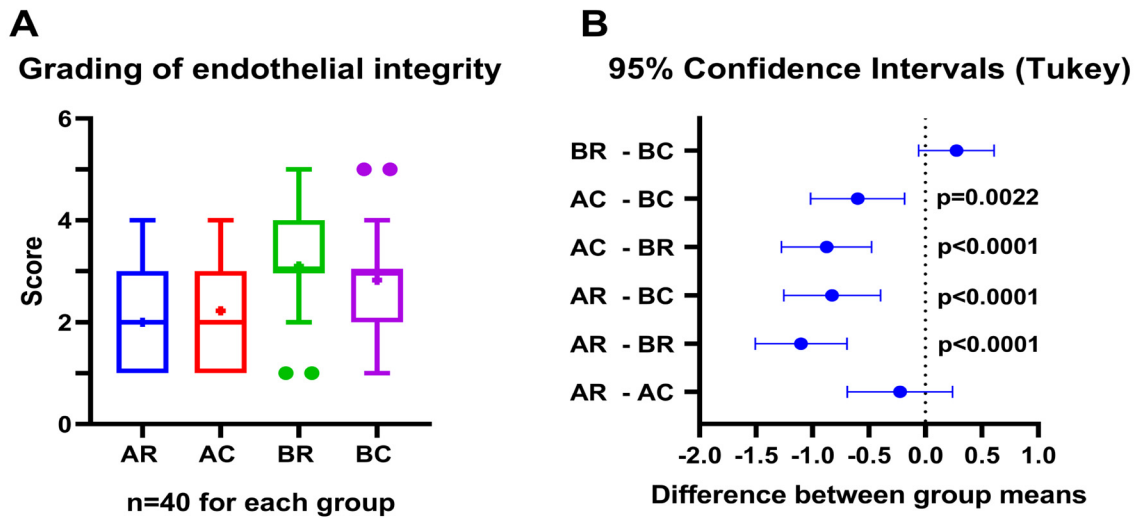 A
Grading of endothelial integrity
Score
6
4
2
0
AR AC BR BC
n=40 for each group
B
95% Confidence Intervals (Tukey)
BR - BC
AC - BC p=0.0022
AC - BR p<0.0001
AR - BC p<0.0001
AR - BR p<0.0001
AR - AC
-2.0 -1.5 -1.0 -0.5 0.0 0.5 1.0
Difference between group means